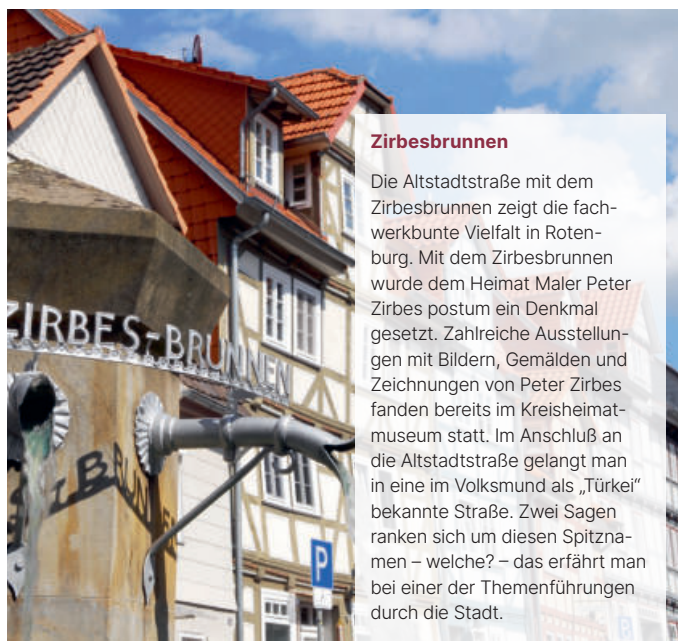 Zirbesbrunnen
Die Altstadtstraße mit dem
Zirbesbrunnen zeigt die fach-
werkbunte Vielfalt in Roten-
burg. Mit dem Zirbesbrunnen
wurde dem Heimat Maler Peter
Zirbes postum ein Denkmal
gesetzt. Zahlreiche Ausstellun-
gen mit Bildern, Gemälden und
Zeichnungen von Peter Zirbes
fanden bereits im Kreisheimat-
museum statt. Im Anschluß an
die Altstadtstraße gelangt man
in eine im Volksmund als „Türkei“
bekannte Straße. Zwei Sagen
ranken sich um diesen Spitzna-
men – welche? – das erfährt man
bei einer der Themenführungen
durch die Stadt.
ZIRBES-BRUNNEN
P